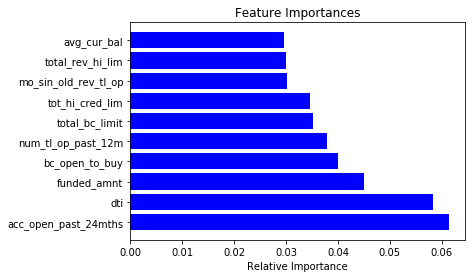 Feature Importances
avg_cur_bal
total_rev_hi_lim
mo_sin_old_rev_tl_op
tot_hi_cred_lim
total_bc_limit
num_tl_op_past_12m
bc_open_to_buy
funded_amnt
dti
acc_open_past_24mths
0.00 0.01 0.02 0.03 0.04 0.05 0.06
Relative Importance